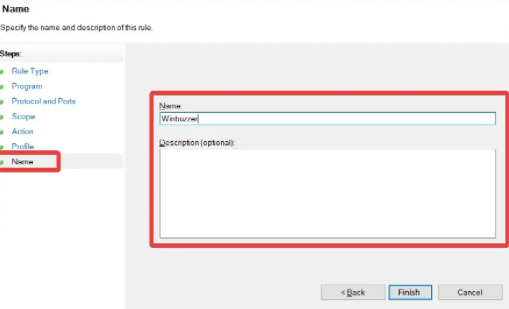 Name
Specify the name and description of this rule.
Steps:
Rule Type
Program
Protocol and Ports
Scope
Action
Profile
Name
Name:
Winbuzzer
Description (optional):
< Back
Finish
Cancel